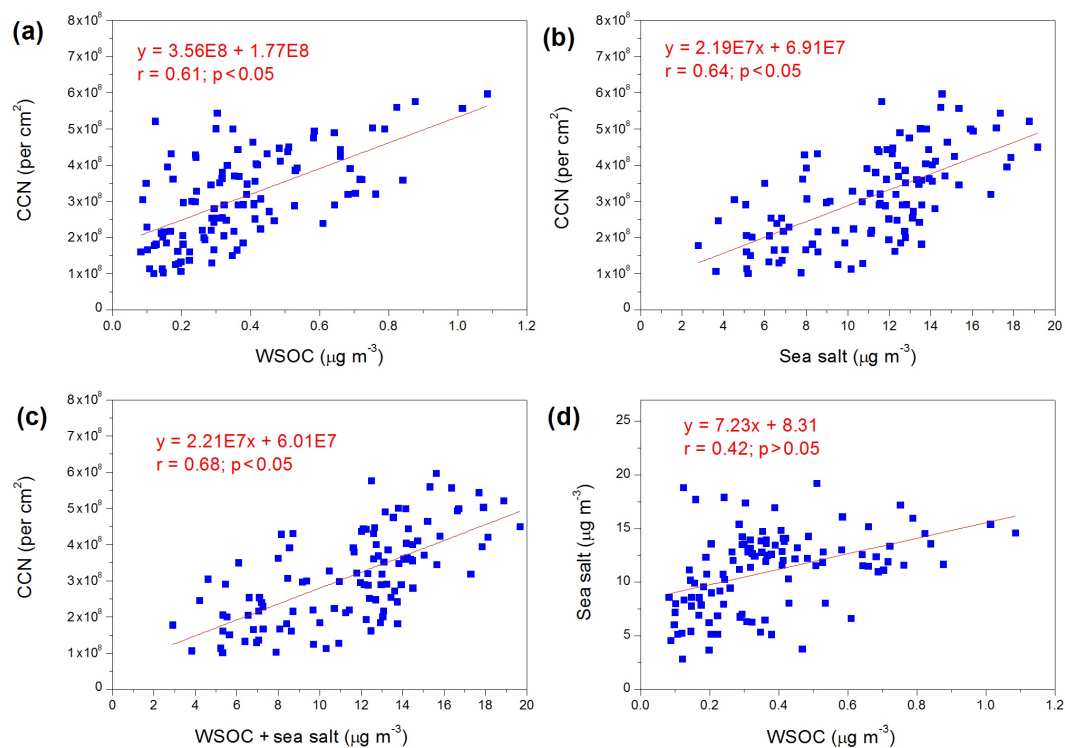 (a)
8x10⁸
7x10⁸
6x10⁸
5x10⁸
4x10⁸
3x10⁸
2x10⁸
1x10⁸
0
CCN (per cm²)
y = 3.56E8 + 1.77E8
r = 0.61; p<0.05
0.0 0.2 0.4 0.6 0.8 1.0 1.2
WSOC (μg m⁻³)
(b)
8x10⁸
7x10⁸
6x10⁸
5x10⁸
4x10⁸
3x10⁸
2x10⁸
1x10⁸
0
CCN (per cm²)
y = 2.19E7x + 6.91E7
r = 0.64; p<0.05
0 2 4 6 8 10 12 14 16 18 20
Sea salt (μg m⁻³)
(c)
8x10⁸
7x10⁸
6x10⁸
5x10⁸
4x10⁸
3x10⁸
2x10⁸
1x10⁸
0
CCN (per cm²)
y = 2.21E7x + 6.01E7
r = 0.68; p<0.05
0 2 4 6 8 10 12 14 16 18 20
WSOC + sea salt (μg m⁻³)
(d)
25
20
15
10
5
0
Sea salt (μg m⁻³)
y = 7.23x + 8.31
r = 0.42; p>0.05
0.0 0.2 0.4 0.6 0.8 1.0 1.2
WSOC (μg m⁻³)